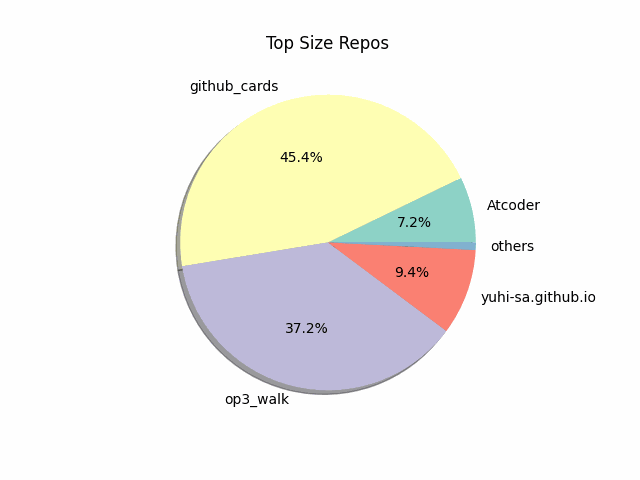 Top Size Repos
github_cards
45.4%
Atcoder
7.2%
others
9.4%
yuhi-sa.github.io
37.2%
op3_walk